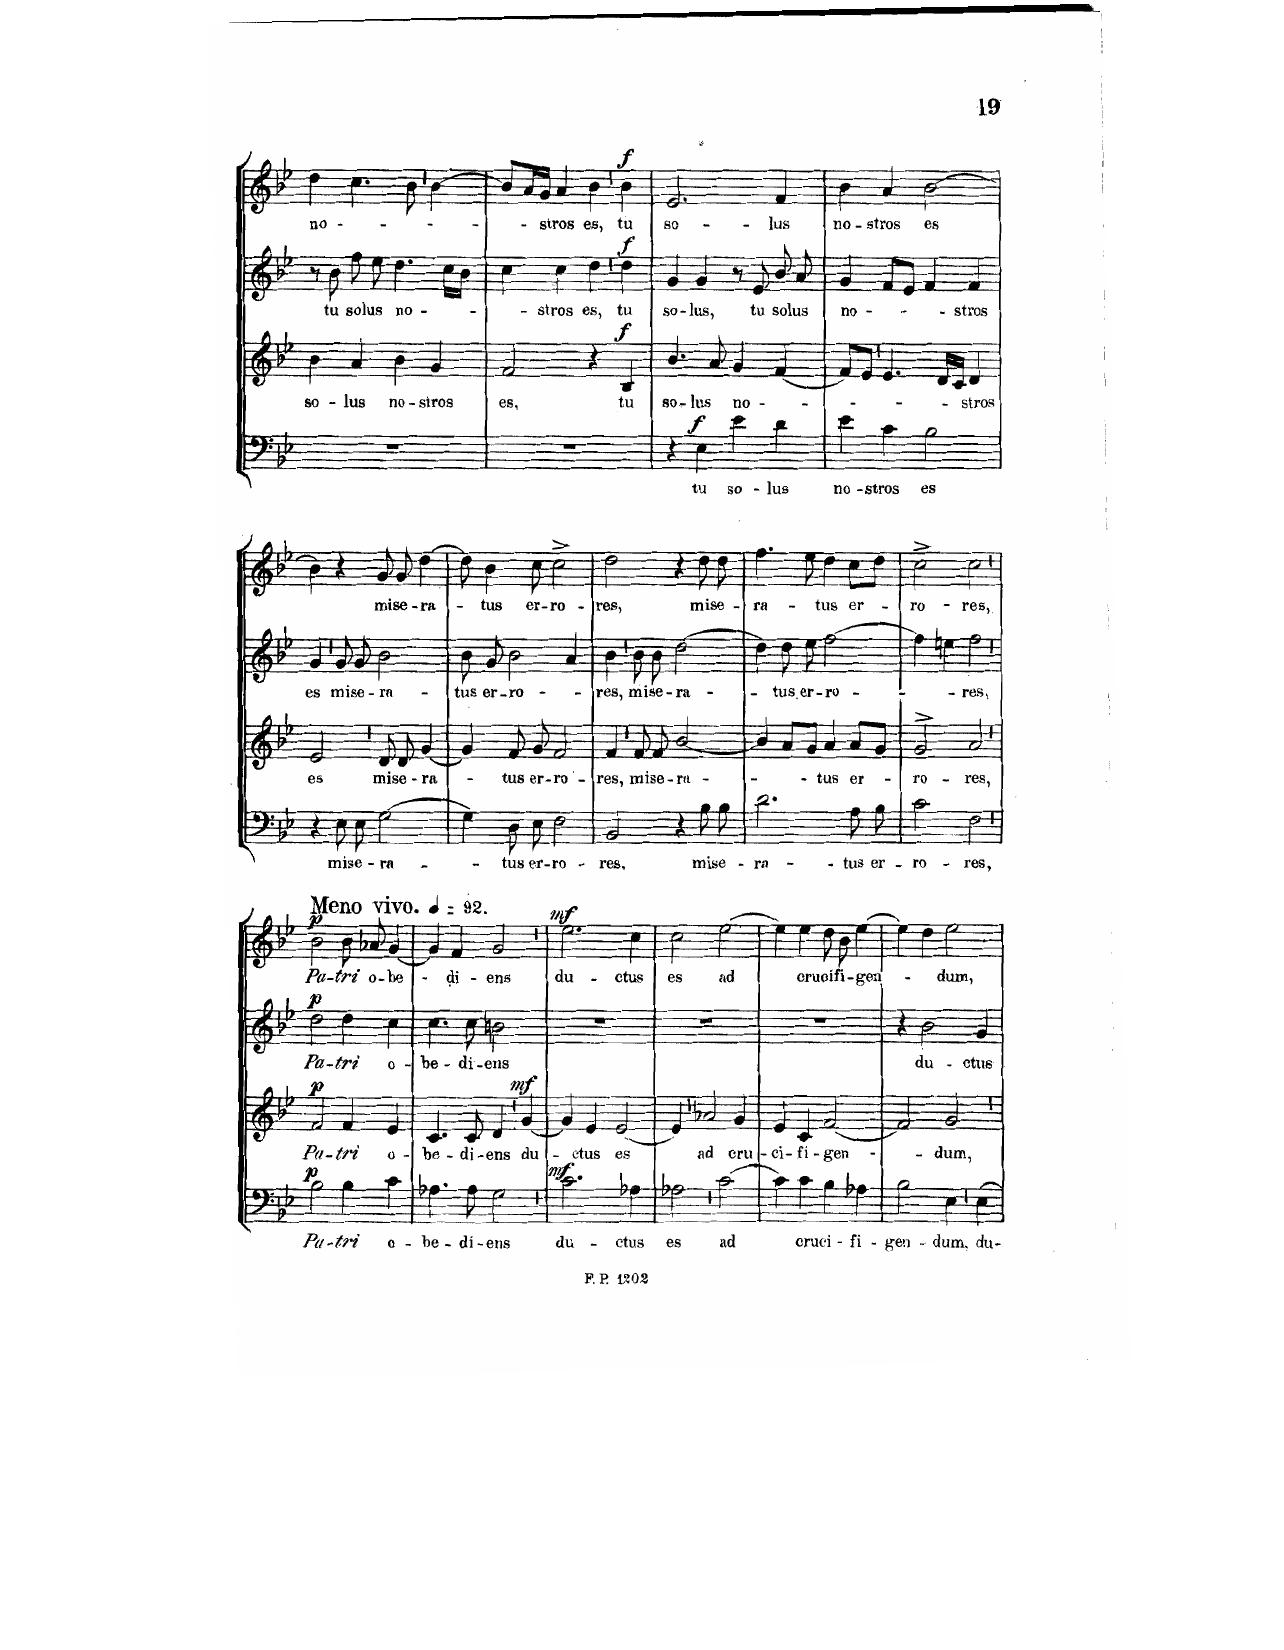 19
f
no - - - - - stros es, tu so - - lus no - stros es
f
tu solus no - - - stros es, tu so - lus, tu solus no - - - stros
f
so - lus no - stros es, tu so - lus no - - - - - stros
f
tu so - lus no - stros es
mise - ra - tus er - ro - res, mise - ra - tus er - ro - res,
es mise - ra - tus er - ro - - res, mise - ra - - tus er - ro - - - res,
es mise - ra - - tus er - ro - res, mise - ra - - - tus er - ro - res,
mise - ra - - tus er - ro - res, mise - ra - - tus er - ro - res,
Meno vivo. ♩ = 92.
p mf
Pa - tri o - be - di - ens du - ctus es ad crucifi - gen - dum,
p
Pa - tri o - be - di - ens du - ctus
p mf
Pa - tri o - be - di - ens du - ctus es ad cru - ci - fi - gen - - dum,
p mf
Pa - tri o - be - di - ens du - ctus es ad cruci - fi - gen - dum, du -
F. P. 1202